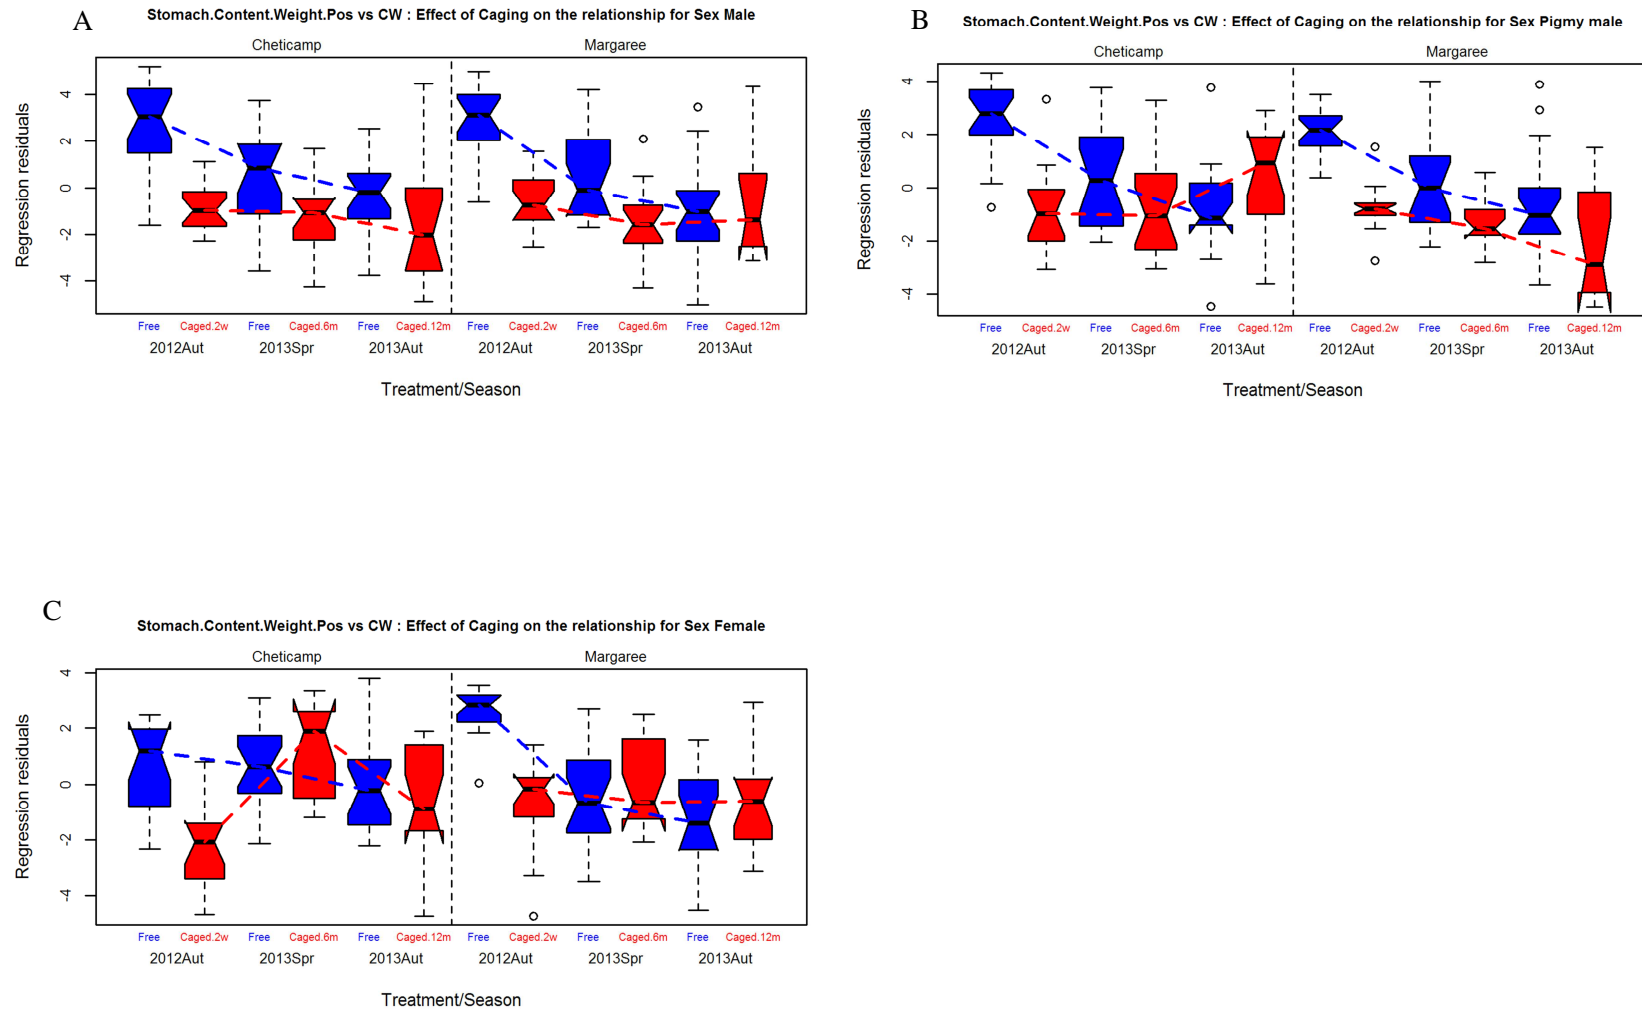 A
Stomach.Content.Weight.Pos vs CW : Effect of Caging on the relationship for Sex Male
Cheticamp Margaree
Regression residuals
4
2
0
-2
-4
Free Caged.2w Free Caged.6m Free Caged.12m Free Caged.2w Free Caged.6m Free Caged.12m
2012Aut 2013Spr 2013Aut 2012Aut 2013Spr 2013Aut
Treatment/Season
B
Stomach.Content.Weight.Pos vs CW : Effect of Caging on the relationship for Sex Pigmy male
Cheticamp Margaree
Regression residuals
4
2
0
-2
-4
Free Caged.2w Free Caged.6m Free Caged.12m Free Caged.2w Free Caged.6m Free Caged.12m
2012Aut 2013Spr 2013Aut 2012Aut 2013Spr 2013Aut
Treatment/Season
C
Stomach.Content.Weight.Pos vs CW : Effect of Caging on the relationship for Sex Female
Cheticamp Margaree
Regression residuals
4
2
0
-2
-4
Free Caged.2w Free Caged.6m Free Caged.12m Free Caged.2w Free Caged.6m Free Caged.12m
2012Aut 2013Spr 2013Aut 2012Aut 2013Spr 2013Aut
Treatment/Season